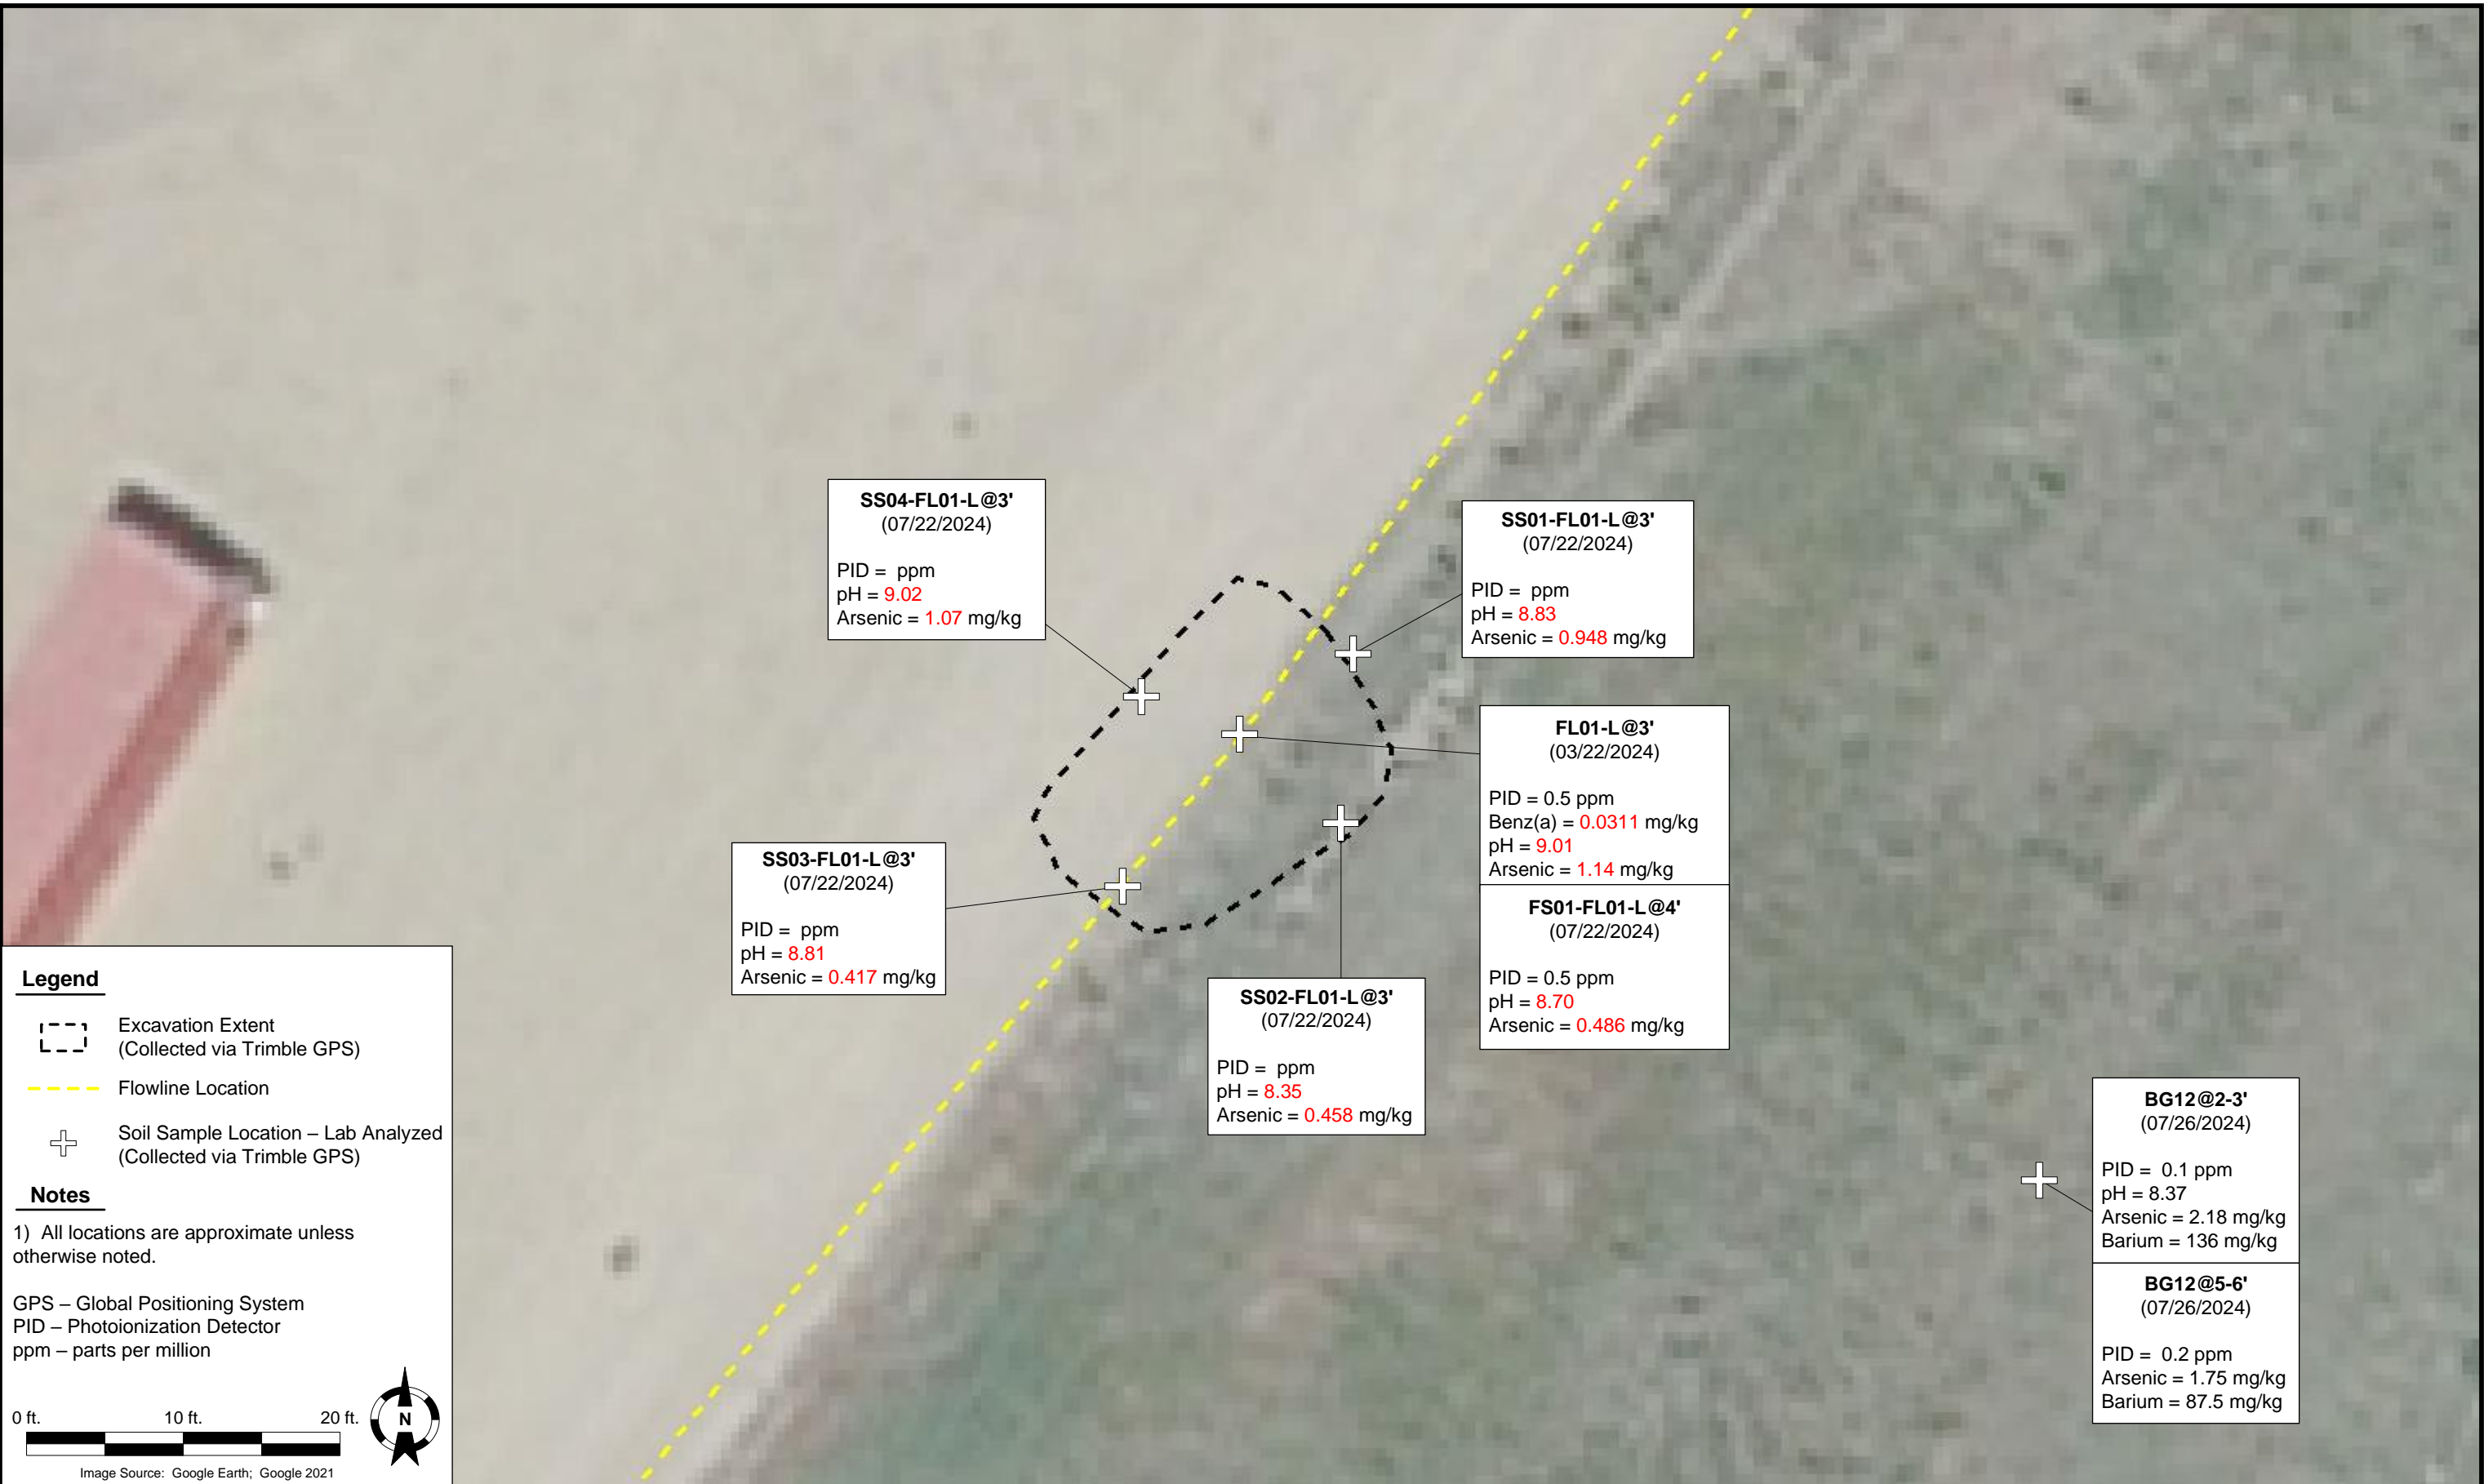 SS04-FL01-L@3'
(07/22/2024)
PID =  ppm
pH = 9.02
Arsenic = 1.07 mg/kg
SS01-FL01-L@3'
(07/22/2024)
PID =  ppm
pH = 8.83
Arsenic = 0.948 mg/kg
FL01-L@3'
(03/22/2024)
PID = 0.5 ppm
Benz(a) = 0.0311 mg/kg
pH = 9.01
Arsenic = 1.14 mg/kg
FS01-FL01-L@4'
(07/22/2024)
PID = 0.5 ppm
pH = 8.70
Arsenic = 0.486 mg/kg
SS03-FL01-L@3'
(07/22/2024)
PID =  ppm
pH = 8.81
Arsenic = 0.417 mg/kg
SS02-FL01-L@3'
(07/22/2024)
PID =  ppm
pH = 8.35
Arsenic = 0.458 mg/kg
BG12@2-3'
(07/26/2024)
PID =  0.1 ppm
pH = 8.37
Arsenic = 2.18 mg/kg
Barium = 136 mg/kg
BG12@5-6'
(07/26/2024)
PID =  0.2 ppm
Arsenic = 1.75 mg/kg
Barium = 87.5 mg/kg
Legend
Excavation Extent
(Collected via Trimble GPS)
Flowline Location
Soil Sample Location – Lab Analyzed
(Collected via Trimble GPS)
Notes
1)  All locations are approximate unless
otherwise noted.
GPS – Global Positioning System
PID – Photoionization Detector
ppm – parts per million
0 ft. 10 ft. 20 ft.
N
Image Source:  Google Earth;  Google 2021